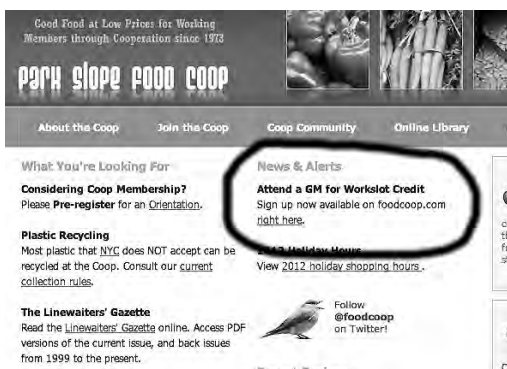 Good Food at Low Prices for Working
Members through Cooperation since 1973
PARK SLOPE FOOD COOP
About the Coop
Join the Coop
Coop Community
Online Library
What You're Looking For
Considering Coop Membership?
Please Pre-register for an Orientation.
Plastic Recycling
Most plastic that NYC does NOT accept can be
recycled at the Coop. Consult our current
collection rules.
The Linewaiters' Gazette
Read the Linewaiters' Gazette online. Access PDF
versions of the current issue, and back issues
from 1999 to the present.
News & Alerts
Attend a GM for Workslot Credit
Sign up now available on foodcoop.com
right here.
2012 Holiday Hours
View 2012 holiday shopping hours .
Follow
@foodcoop
on Twitter!